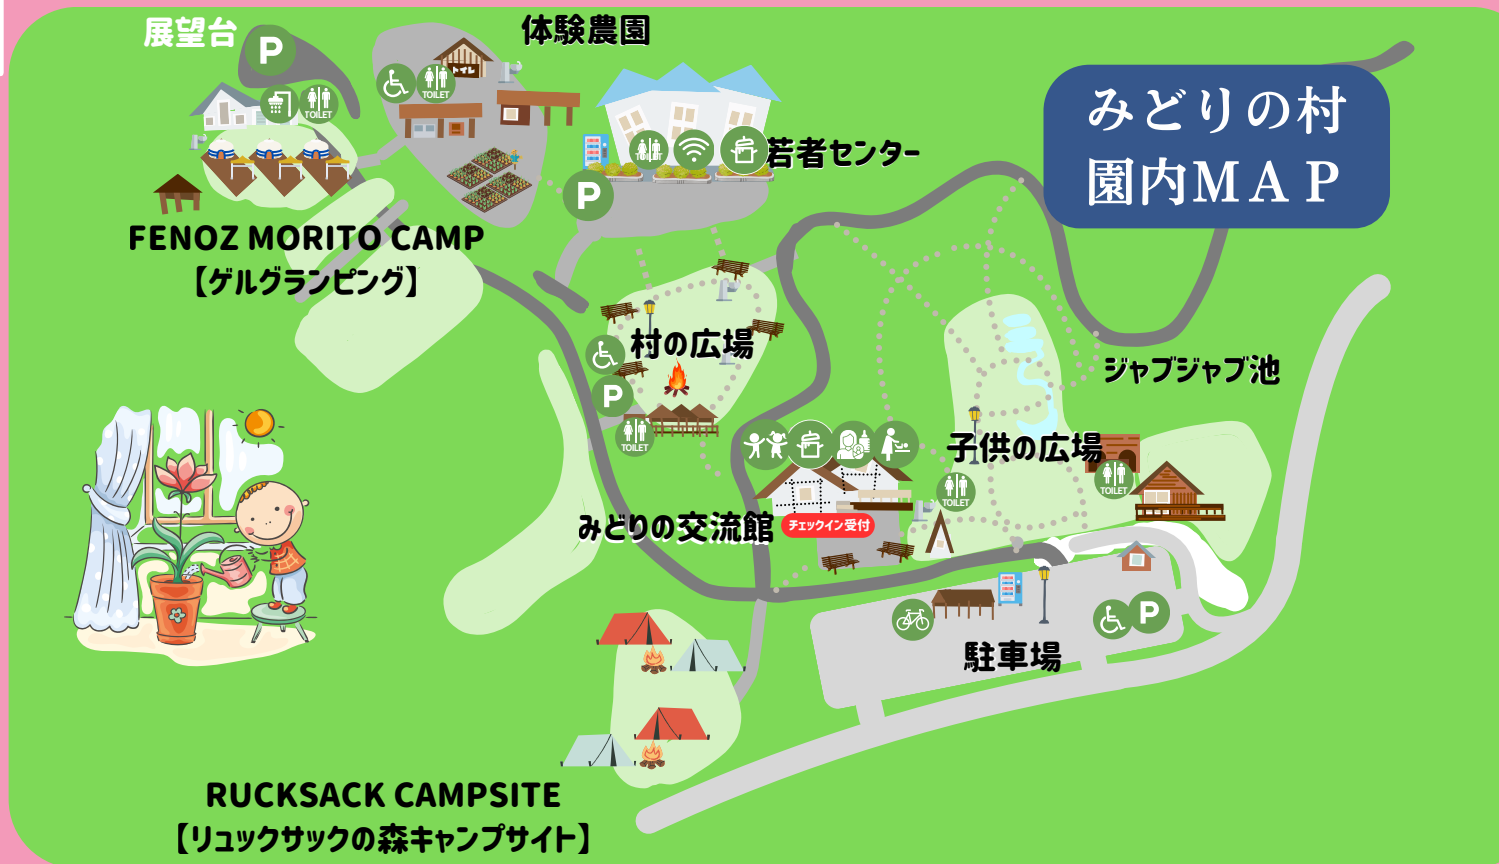 展望台
P
体験農園
みどりの村
園内MAP
トイレ
TOILET
TOILET
TOILET
若者センター
P
FENOZ MORITO CAMP
【ゲルグランピング】
村の広場
ジャブジャブ池
P
TOILET
子供の広場
TOILET
TOILET
みどりの交流館
チェックイン受付
P
駐車場
RUCKSACK CAMPSITE
【リュックサックの森キャンプサイト】